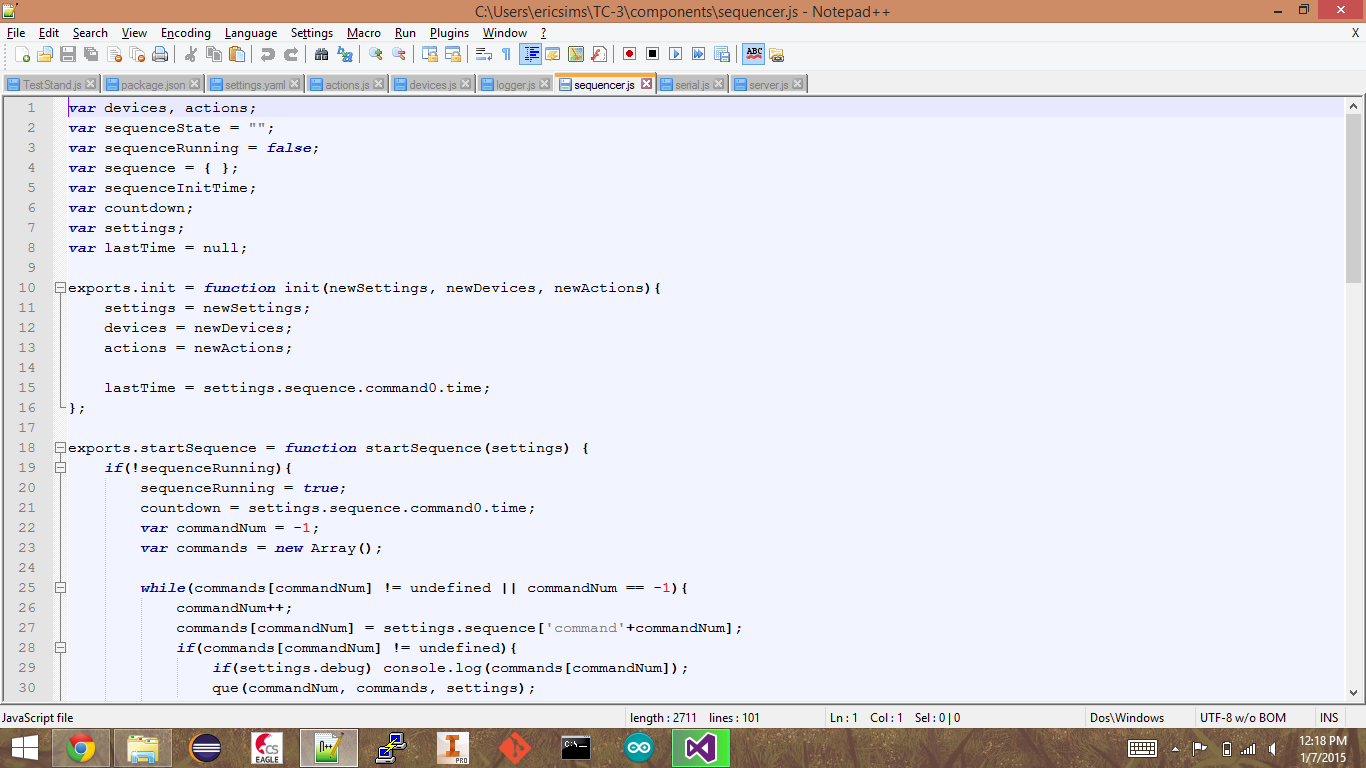 C:\Users\ericsims\TC-3\components\sequencer.js - Notepad++
File Edit Search View Encoding Language Settings Macro Run Plugins Window ? X
ABC
TestStand.js package.json settings.yaml actions.js devices.js logger.js sequencer.js serial.js server.js
1 var devices, actions;
2 var sequenceState = "";
3 var sequenceRunning = false;
4 var sequence = { };
5 var sequenceInitTime;
6 var countdown;
7 var settings;
8 var lastTime = null;
9
10 exports.init = function init(newSettings, newDevices, newActions){
11 settings = newSettings;
12 devices = newDevices;
13 actions = newActions;
14
15 lastTime = settings.sequence.command0.time;
16 };
17
18 exports.startSequence = function startSequence(settings) {
19 if(!sequenceRunning){
20 sequenceRunning = true;
21 countdown = settings.sequence.command0.time;
22 var commandNum = -1;
23 var commands = new Array();
24
25 while(commands[commandNum] != undefined || commandNum == -1){
26 commandNum++;
27 commands[commandNum] = settings.sequence['command'+commandNum];
28 if(commands[commandNum] != undefined){
29 if(settings.debug) console.log(commands[commandNum]);
30 que(commandNum, commands, settings);
JavaScript file length : 2711 lines : 101 Ln : 1 Col : 1 Sel : 0 | 0 Dos\Windows UTF-8 w/o BOM INS
CS
EAGLE
N++
I
PRO
C:\
12:18 PM
1/7/2015